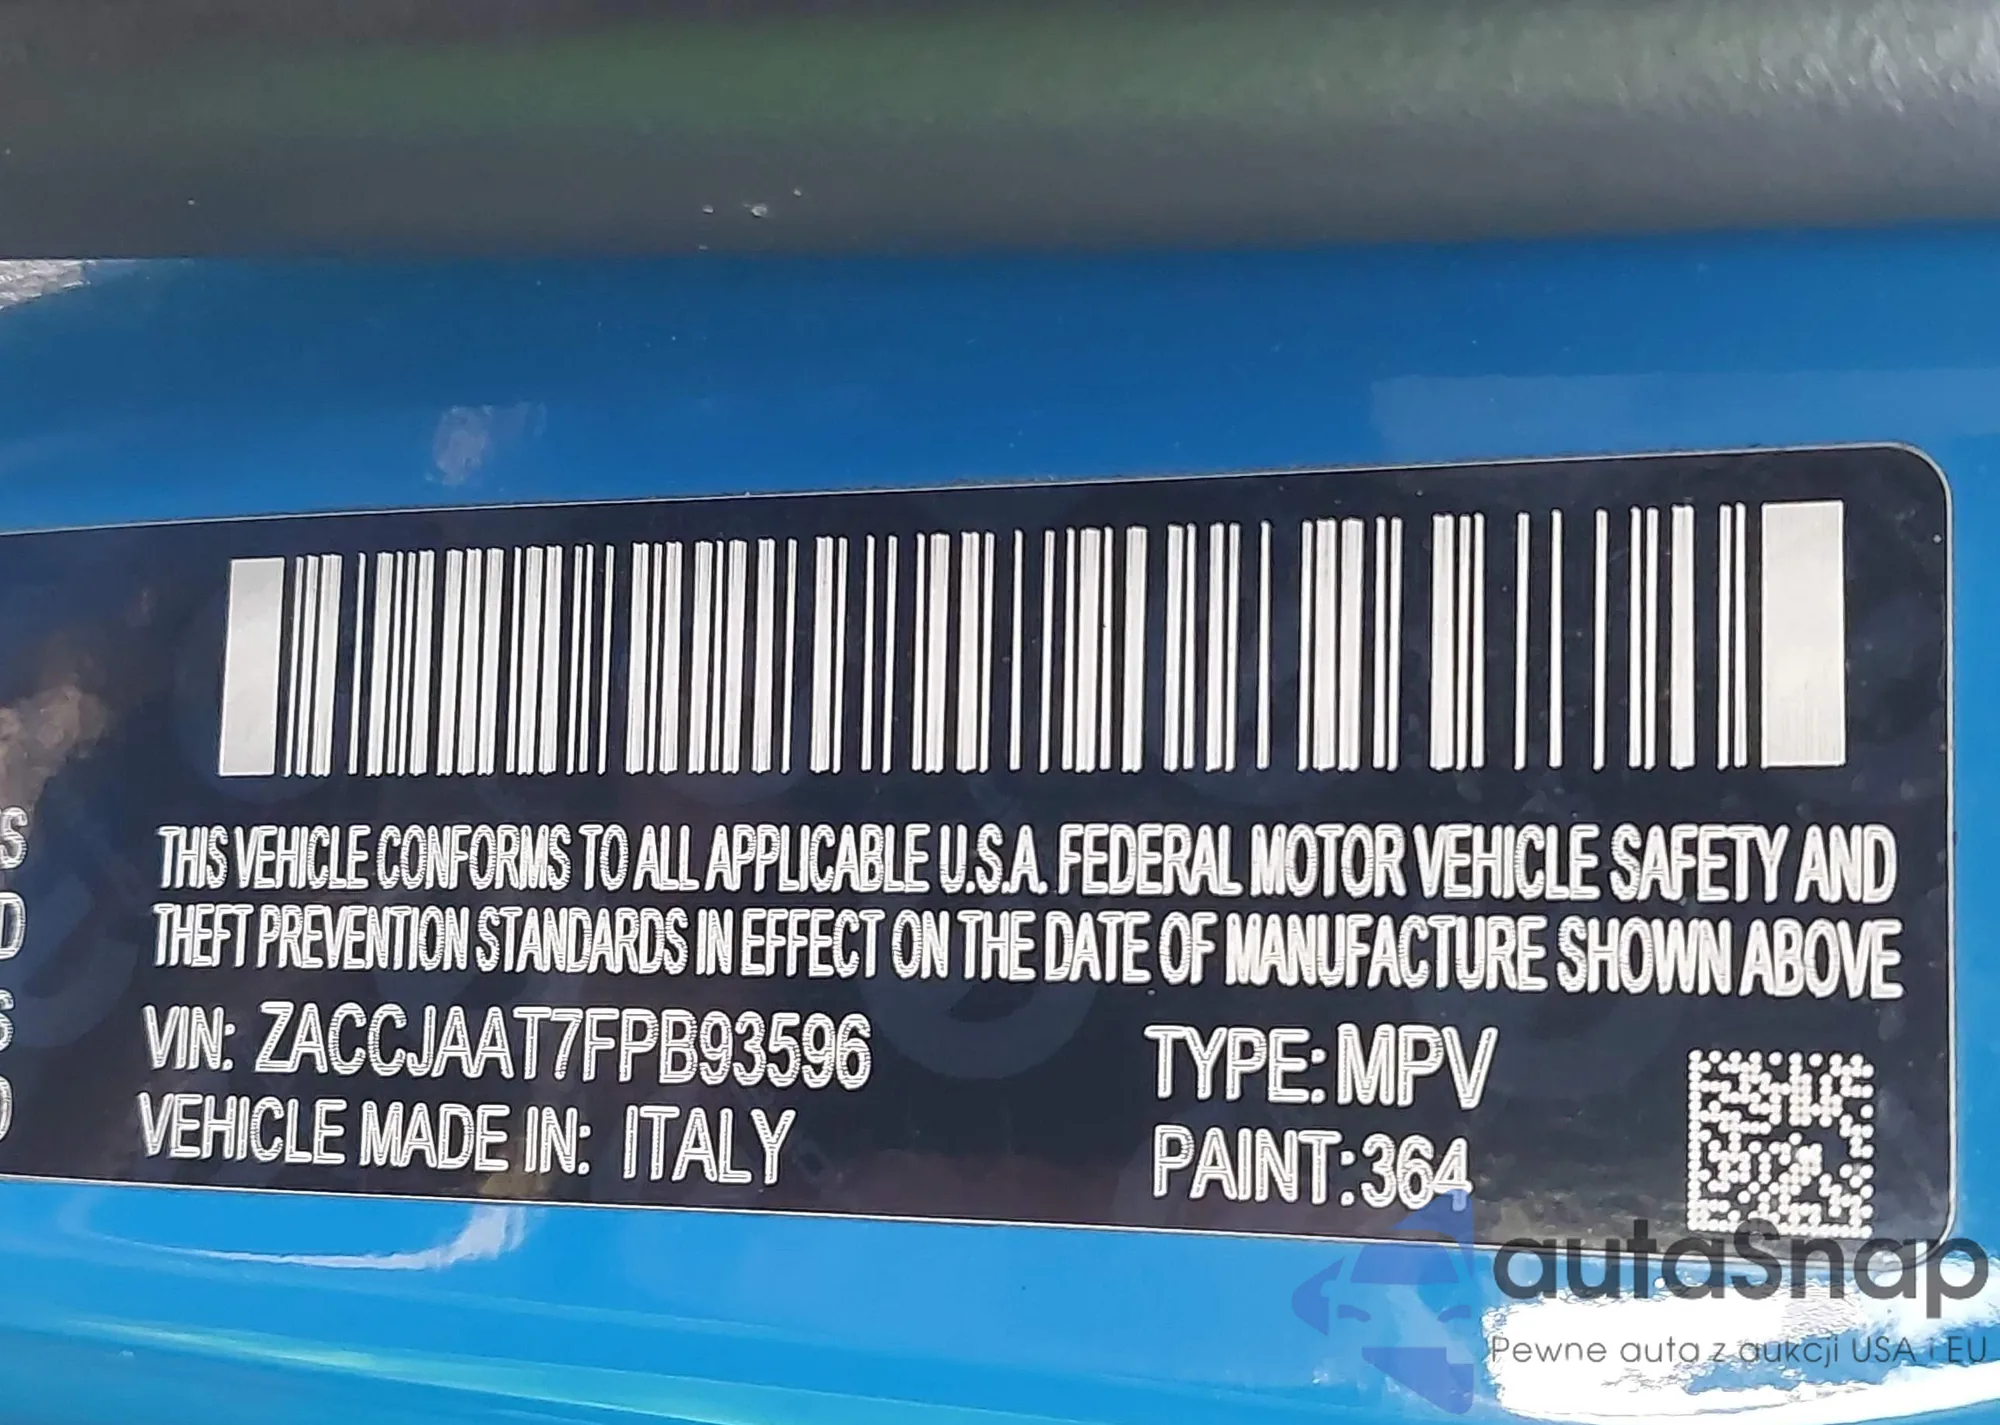 THIS VEHICLE CONFORMS TO ALL APPLICABLE U.S.A. FEDERAL MOTOR VEHICLE SAFETY AND
THEFT PREVENTION STANDARDS IN EFFECT ON THE DATE OF MANUFACTURE SHOWN ABOVE
VIN: ZACCJAAT7FPB93596 TYPE: MPV
VEHICLE MADE IN: ITALY PAINT: 364
autaSnap
Pewne auta z aukcji USA i EU